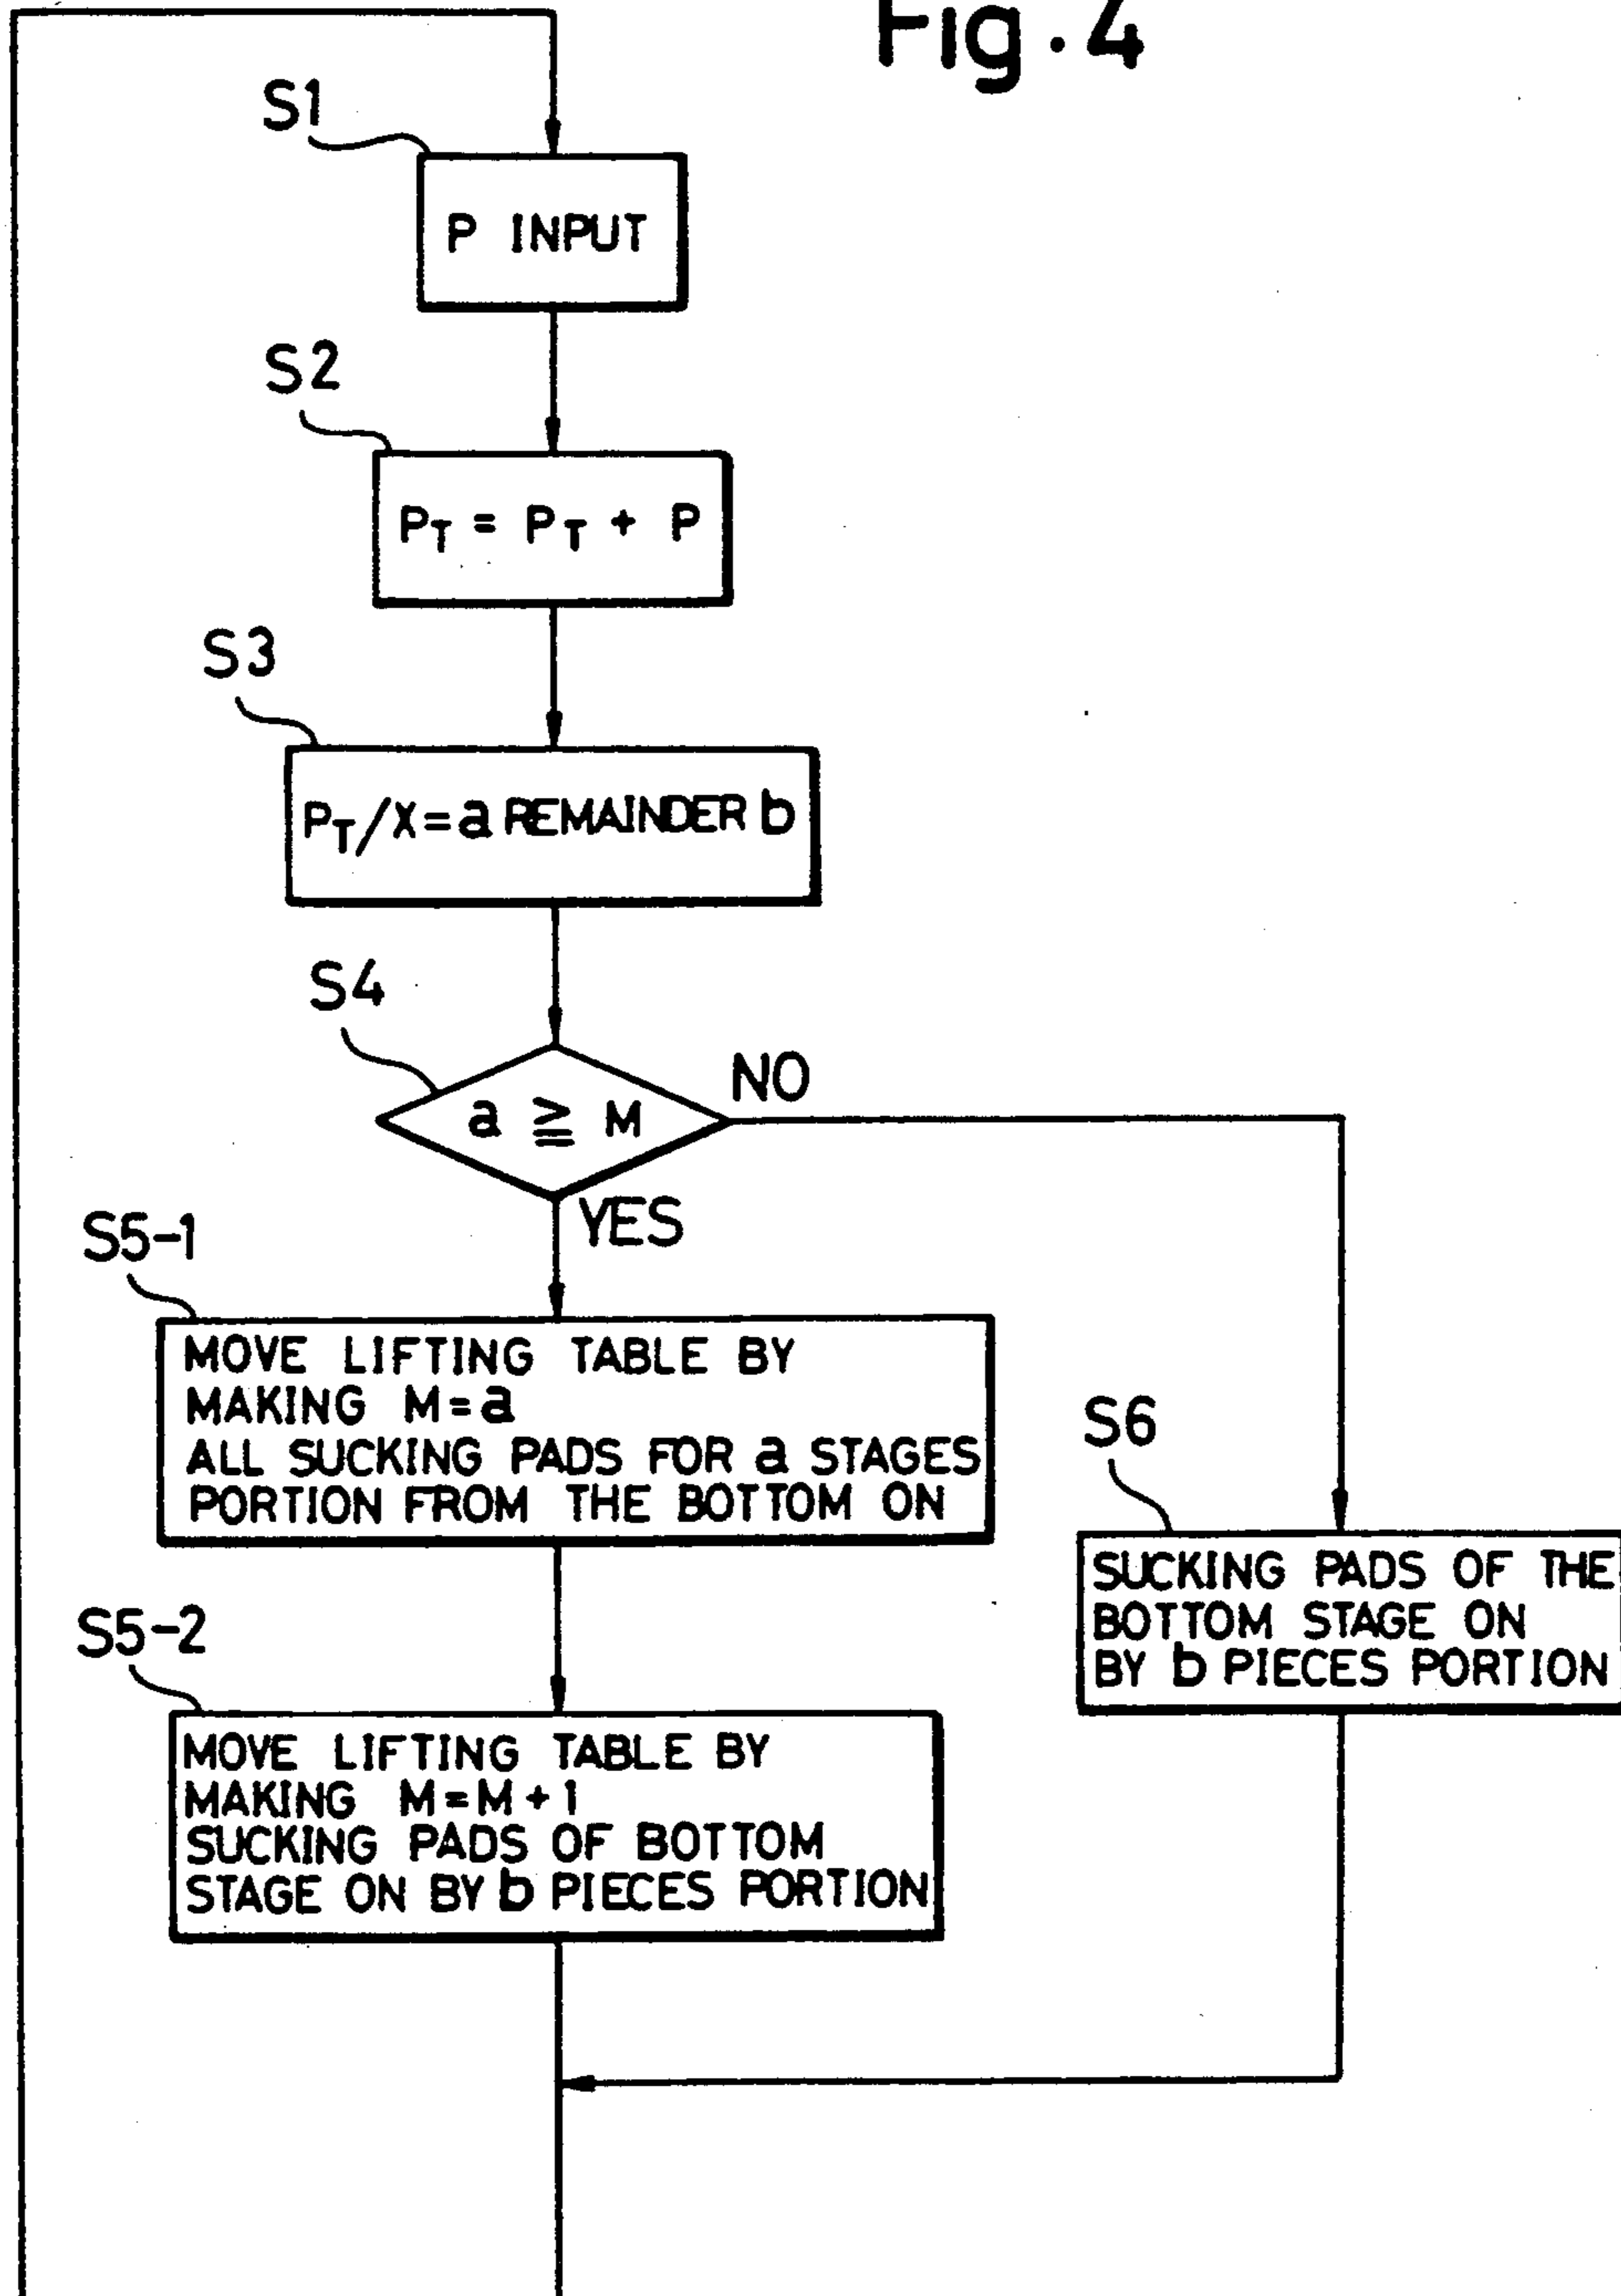 Fig. 4
S1
P INPUT
S2
PT = PT + P
S3
PT/X=a REMAINDER b
S4
a ≧ M
NO
YES
S5-1
MOVE LIFTING TABLE BY
MAKING M=a
ALL SUCKING PADS FOR a STAGES
PORTION FROM THE BOTTOM ON
S6
SUCKING PADS OF THE
BOTTOM STAGE ON
BY b PIECES PORTION
S5-2
MOVE LIFTING TABLE BY
MAKING M=M+1
SUCKING PADS OF BOTTOM
STAGE ON BY b PIECES PORTION